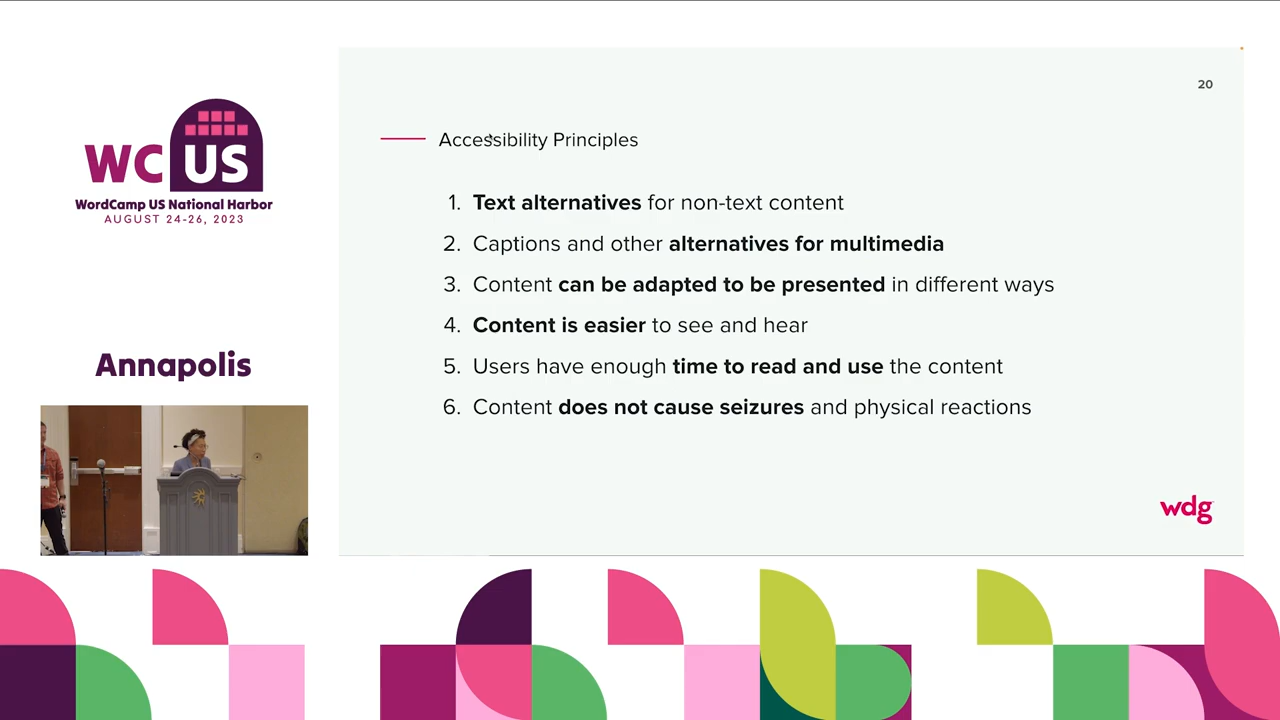 WC US
WordCamp US National Harbor
AUGUST 24-26, 2023
Annapolis
20
Accessibility Principles
1. Text alternatives for non-text content
2. Captions and other alternatives for multimedia
3. Content can be adapted to be presented in different ways
4. Content is easier to see and hear
5. Users have enough time to read and use the content
6. Content does not cause seizures and physical reactions
wdg